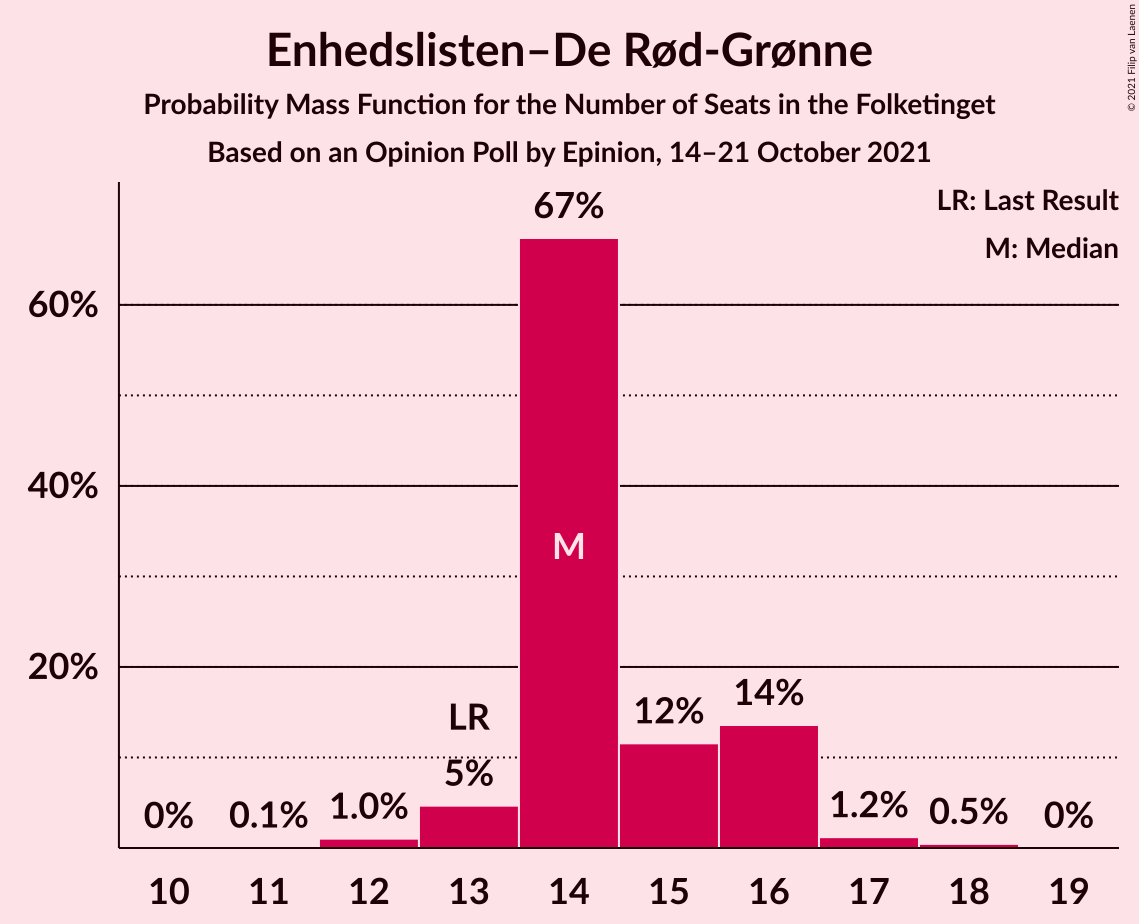 Enhedslisten–De Rød-Grønne
Probability Mass Function for the Number of Seats in the Folketinget
Based on an Opinion Poll by Epinion, 14–21 October 2021
© 2021 Filip van Laenen
LR: Last Result
M: Median
67%
60%
40%
M
20%
LR
5%
12%
14%
0%
0.1%
1.0%
1.2%
0.5%
0%
10 11 12 13 14 15 16 17 18 19